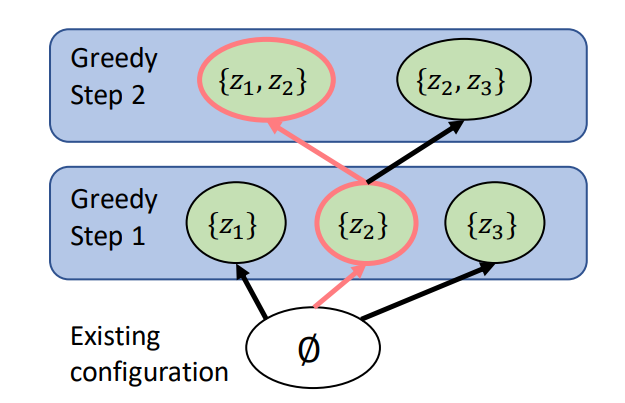 Greedy
Step 2
{z₁, z₂}
{z₂, z₃}
Greedy
Step 1
{z₁}
{z₂}
{z₃}
Existing
configuration
∅